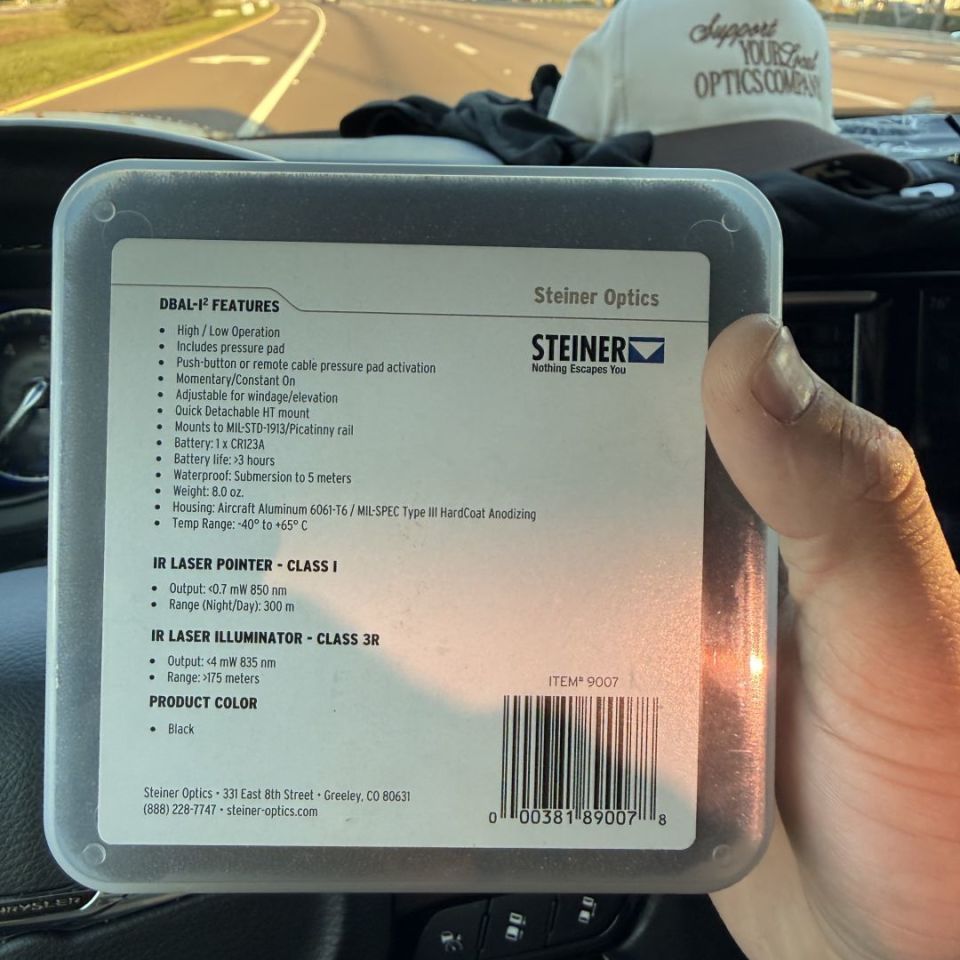 Support
YOUR Local
OPTICS COMPANY
Steiner Optics
DBAL-I² FEATURES
STEINER
Nothing Escapes You
• High / Low Operation
• Includes pressure pad
• Push-button or remote cable pressure pad activation
• Momentary/Constant On
• Adjustable for windage/elevation
• Quick Detachable HT mount
• Mounts to MIL-STD-1913/Picatinny rail
• Battery: 1 x CR123A
• Battery life: >3 hours
• Waterproof: Submersion to 5 meters
• Weight: 8.0 oz.
• Housing: Aircraft Aluminum 6061-T6 / MIL-SPEC Type III HardCoat Anodizing
• Temp Range: -40° to +65° C
IR LASER POINTER - CLASS I
• Output: <0.7 mW 850 nm
• Range (Night/Day): 300 m
IR LASER ILLUMINATOR - CLASS 3R
• Output: <4 mW 835 nm
• Range: >175 meters
PRODUCT COLOR
• Black
ITEM# 9007
0 00381 89007 8
Steiner Optics • 331 East 8th Street • Greeley, CO 80631
(888) 228-7747 • steiner-optics.com